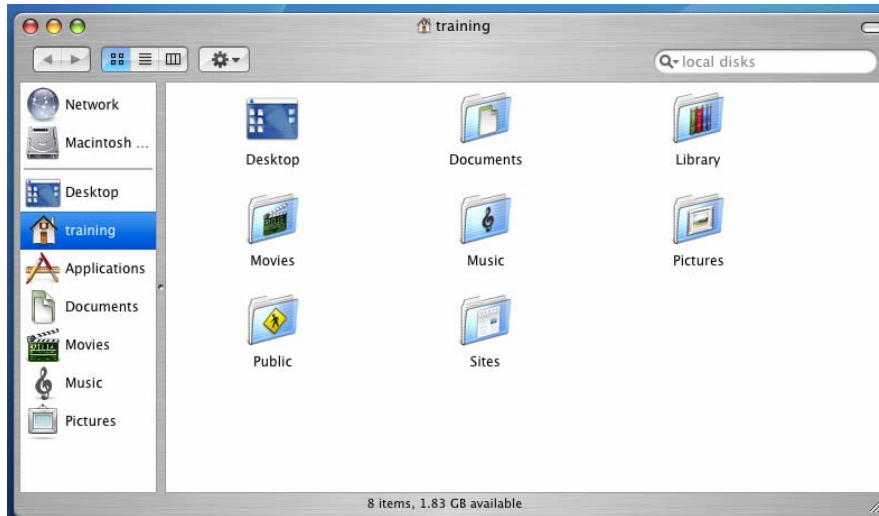 training
local disks
Network
Macintosh ...
Desktop
training
Applications
Documents
Movies
Music
Pictures
Desktop
Documents
Library
Movies
Music
Pictures
Public
Sites
8 items, 1.83 GB available